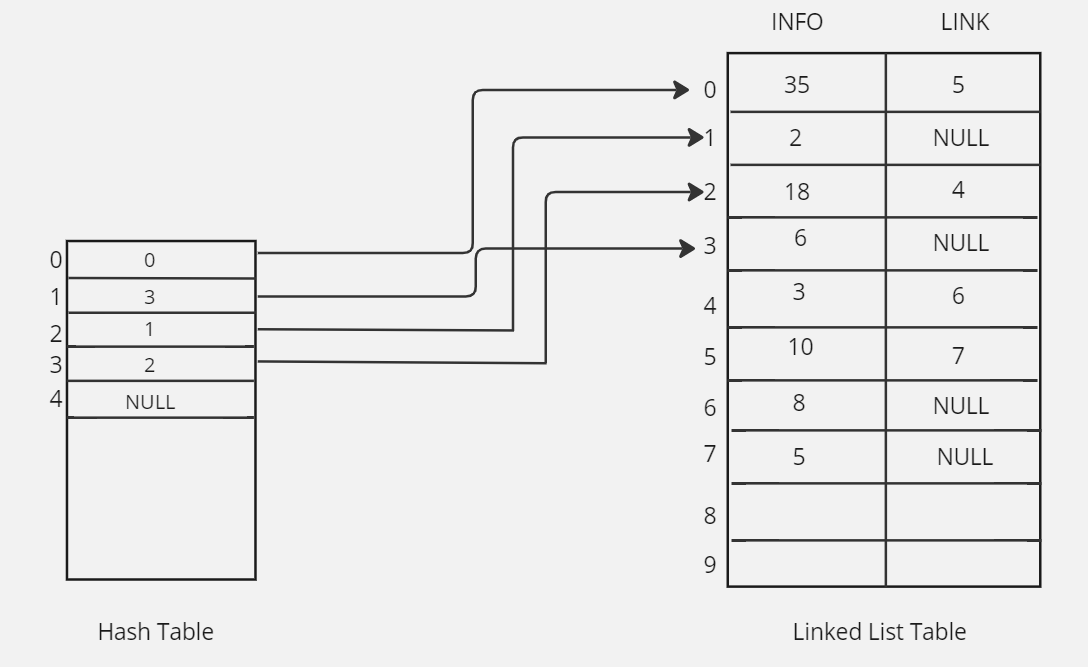 INFO LINK
0 35 5
1 2 NULL
2 18 4
3 6 NULL
4 3 6
5 10 7
6 8 NULL
7 5 NULL
8
9
0 0
1 3
2 1
3 2
4 NULL
Hash Table
Linked List Table